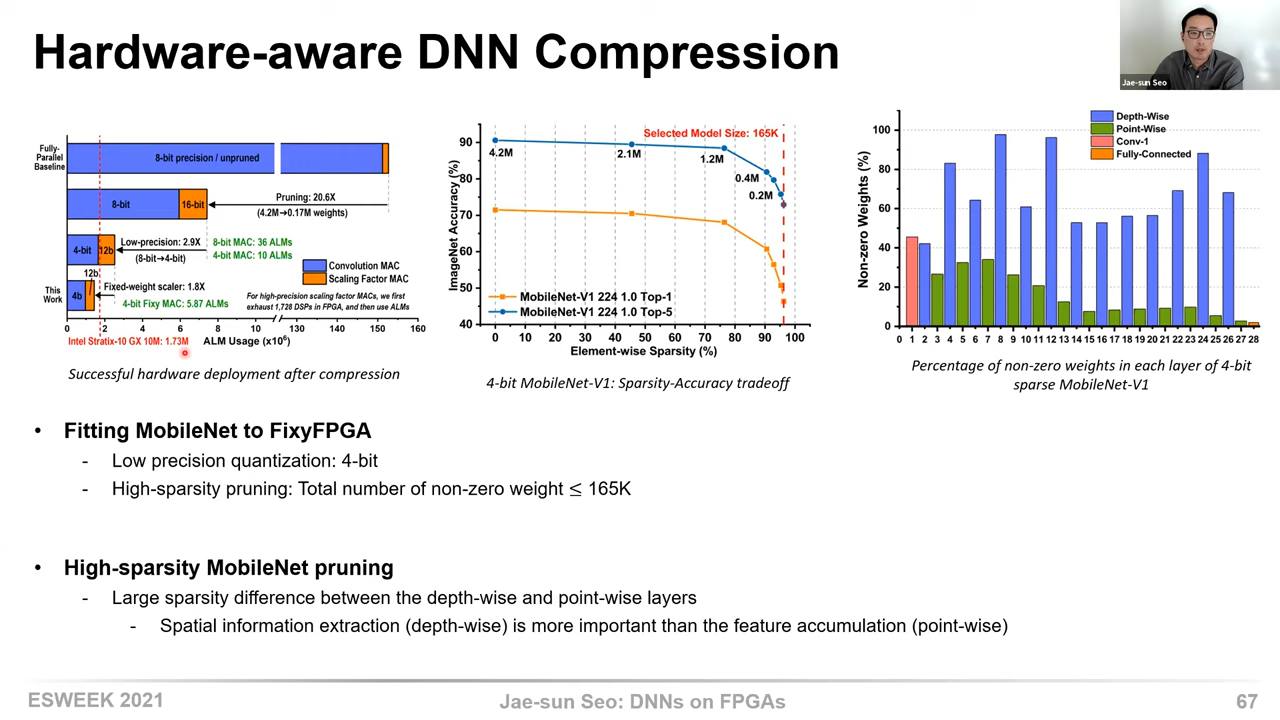 Hardware-aware DNN Compression
Jae-sun Seo
Fully-
Parallel
Baseline
8-bit precision / unpruned
8-bit
16-bit
Pruning: 20.6X
(4.2M→0.17M weights)
4-bit
12b
Low-precision: 2.9X
(8-bit→4-bit)
8-bit MAC: 36 ALMs
4-bit MAC: 10 ALMs
Convolution MAC
Scaling Factor MAC
This
Work
4b
12b
Fixed-weight scaler: 1.8X
4-bit Fixy MAC: 5.87 ALMs
For high-precision scaling factor MACs, we first
exhaust 1,728 DSPs in FPGA, and then use ALMs
0 2 4 6 8 10 130 140 150 160
Intel Stratix-10 GX 10M: 1.73M
ALM Usage (x10⁶)
Successful hardware deployment after compression
ImageNet Accuracy (%)
90
80
70
60
50
40
Selected Model Size: 165K
4.2M
2.1M
1.2M
0.4M
0.2M
MobileNet-V1 224 1.0 Top-1
MobileNet-V1 224 1.0 Top-5
0 10 20 30 40 50 60 70 80 90 100
Element-wise Sparsity (%)
4-bit MobileNet-V1: Sparsity-Accuracy tradeoff
Non-zero Weights (%)
100
80
60
40
20
0
Depth-Wise
Point-Wise
Conv-1
Fully-Connected
0 1 2 3 4 5 6 7 8 9 10 11 12 13 14 15 16 17 18 19 20 21 22 23 24 25 26 27 28
Percentage of non-zero weights in each layer of 4-bit
sparse MobileNet-V1
• Fitting MobileNet to FixyFPGA
- Low precision quantization: 4-bit
- High-sparsity pruning: Total number of non-zero weight ≤ 165K
• High-sparsity MobileNet pruning
- Large sparsity difference between the depth-wise and point-wise layers
- Spatial information extraction (depth-wise) is more important than the feature accumulation (point-wise)
ESWEEK 2021
Jae-sun Seo: DNNs on FPGAs
67